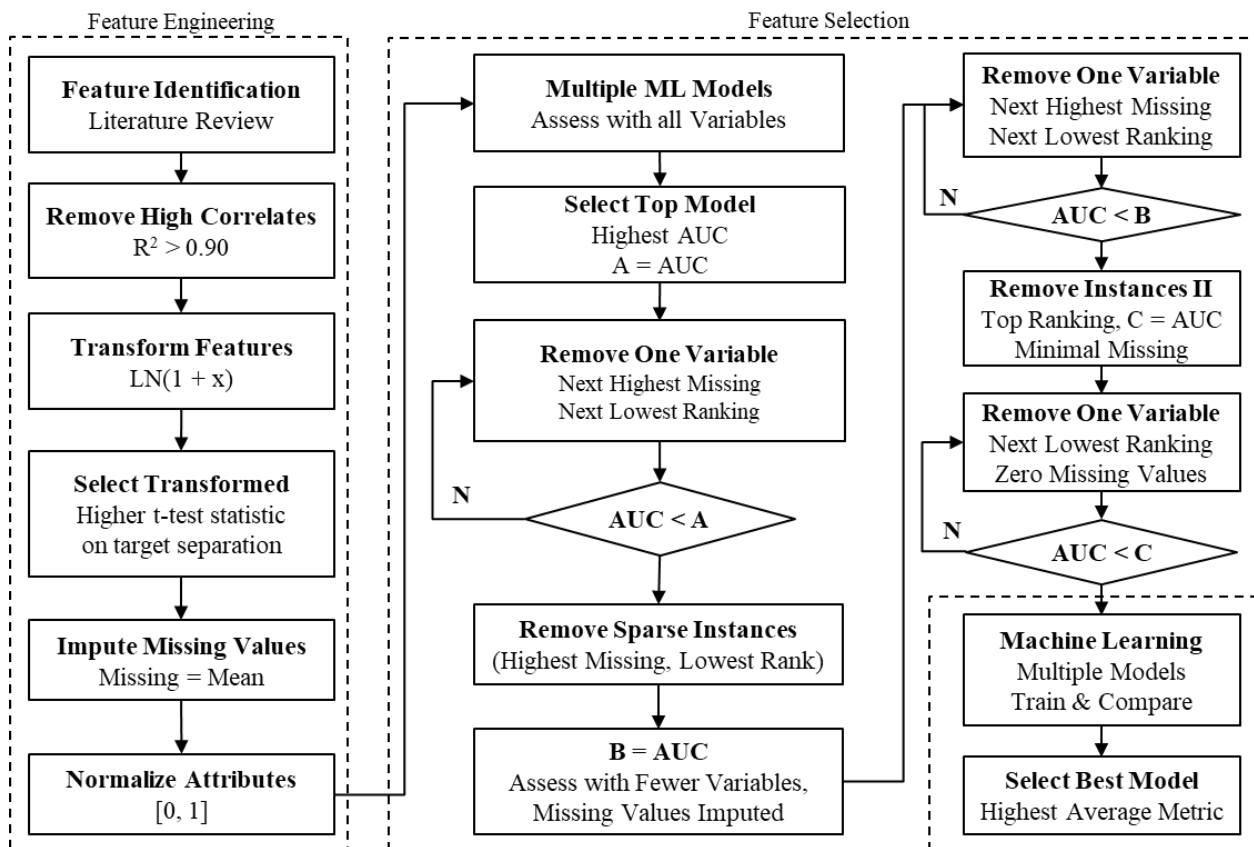 Feature Engineering
Feature Identification
Literature Review
Remove High Correlates
R² > 0.90
Transform Features
LN(1 + x)
Select Transformed
Higher t-test statistic
on target separation
Impute Missing Values
Missing = Mean
Normalize Attributes
[0, 1]
Feature Selection
Multiple ML Models
Assess with all Variables
Select Top Model
Highest AUC
A = AUC
Remove One Variable
Next Highest Missing
Next Lowest Ranking
N
AUC < A
Remove Sparse Instances
(Highest Missing, Lowest Rank)
B = AUC
Assess with Fewer Variables,
Missing Values Imputed
Remove One Variable
Next Highest Missing
Next Lowest Ranking
N
AUC < B
Remove Instances II
Top Ranking, C = AUC
Minimal Missing
Remove One Variable
Next Lowest Ranking
Zero Missing Values
N
AUC < C
Machine Learning
Multiple Models
Train & Compare
Select Best Model
Highest Average Metric